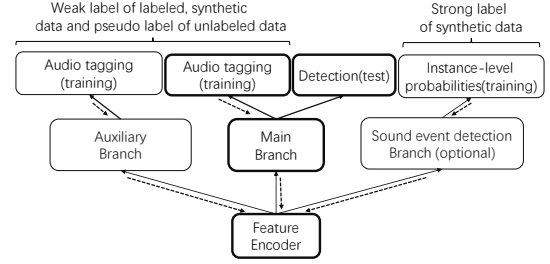 Weak label of labeled, synthetic
data and pseudo label of unlabeled data
Strong label
of synthetic data
Audio tagging
(training)
Audio tagging
(training)
Detection(test)
Instance-level
probabilities(training)
Auxiliary
Branch
Main
Branch
Sound event detection
Branch (optional)
Feature
Encoder